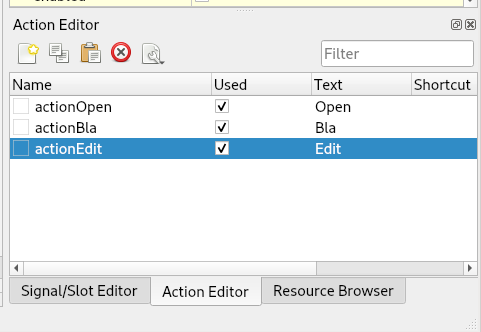 enabled
Action Editor
Filter
Name Used Text Shortcut
actionOpen Open
actionBla Bla
actionEdit Edit
Signal/Slot Editor Action Editor Resource Browser